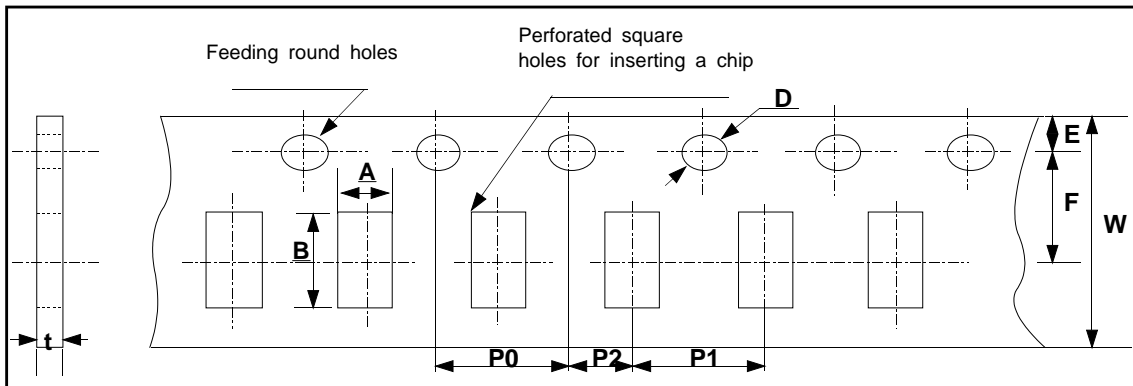 Perforated square
holes for inserting a chip
Feeding round holes
D
E
A
F
W
B
t
P0
P2
P1